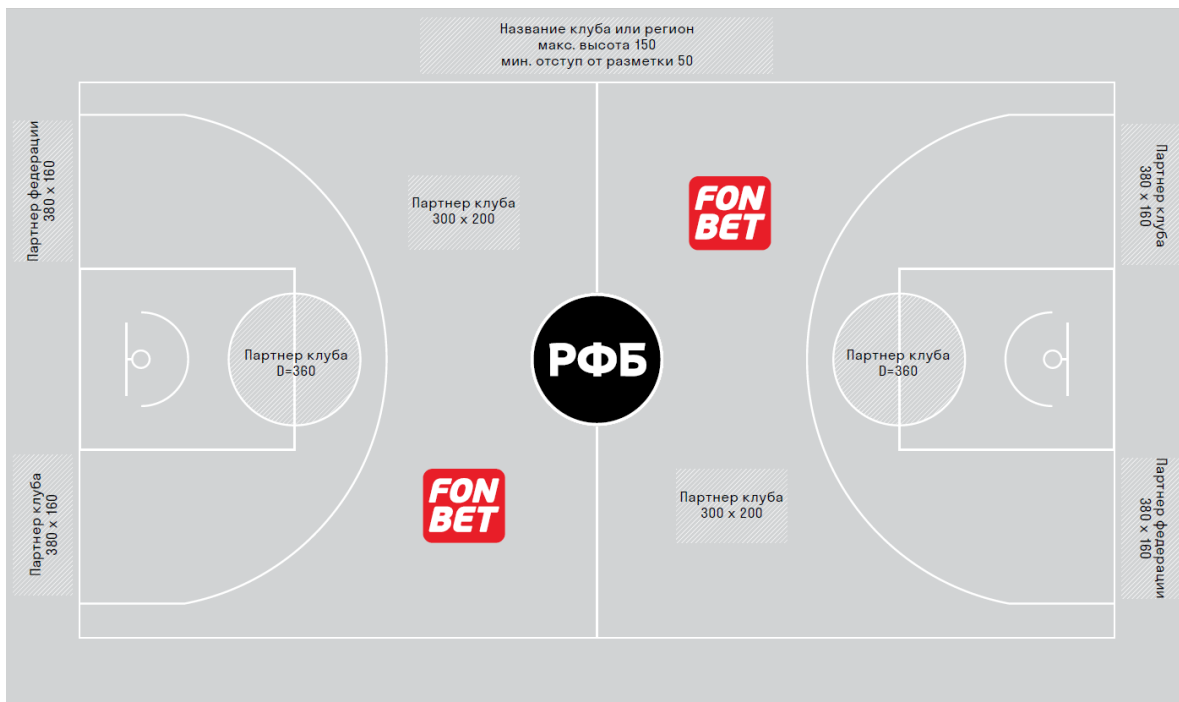 Название клуба или регион
макс. высота 150
мин. отступ от разметки 50
Партнер федерации
380 x 160
Партнер клуба
300 x 200
FON
BET
Партнер клуба
380 x 160
Партнер клуба
D=360
РФБ
Партнер клуба
D=360
Партнер клуба
380 x 160
FON
BET
Партнер клуба
300 x 200
Партнер федерации
380 x 160